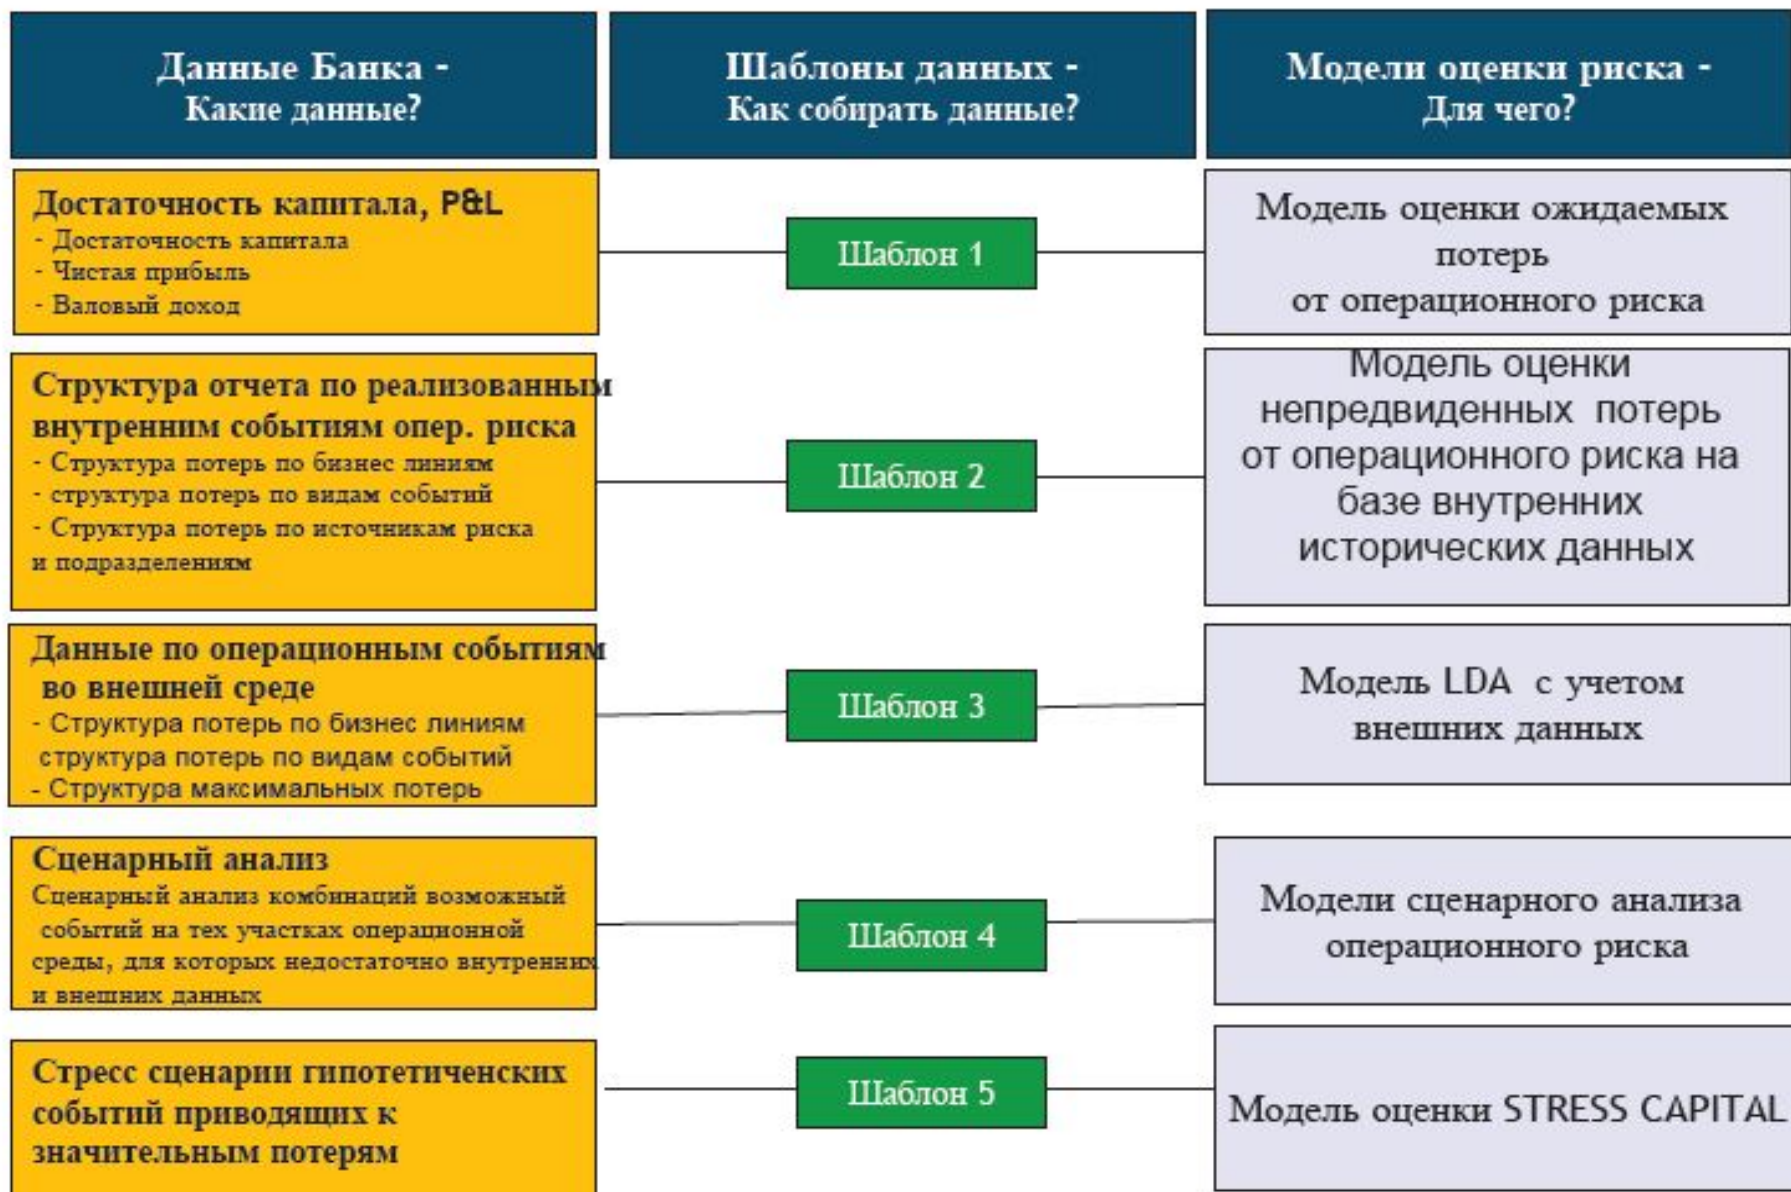 Данные Банка -
Какие данные?
Шаблоны данных -
Как собирать данные?
Модели оценки риска -
Для чего?
Достаточность капитала, P&L
- Достаточность капитала
- Чистая прибыль
- Валовый доход
Шаблон 1
Модель оценки ожидаемых
потерь
от операционного риска
Структура отчета по реализованным
внутренним событиям опер. риска
- Структура потерь по бизнес линиям
- структура потерь по видам событий
- Структура потерь по источникам риска
и подразделениям
Шаблон 2
Модель оценки
непредвиденных потерь
от операционного риска на
базе внутренних
исторических данных
Данные по операционным событиям
во внешней среде
- Структура потерь по бизнес линиям
структура потерь по видам событий
- Структура максимальных потерь
Шаблон 3
Модель LDA с учетом
внешних данных
Сценарный анализ
Сценарный анализ комбинаций возможный
событий на тех участках операционной
среды, для которых недостаточно внутренних
и внешних данных
Шаблон 4
Модели сценарного анализа
операционного риска
Стресс сценарии гипотетиченских
событий приводящих к
значительным потерям
Шаблон 5
Модель оценки STRESS CAPITAL